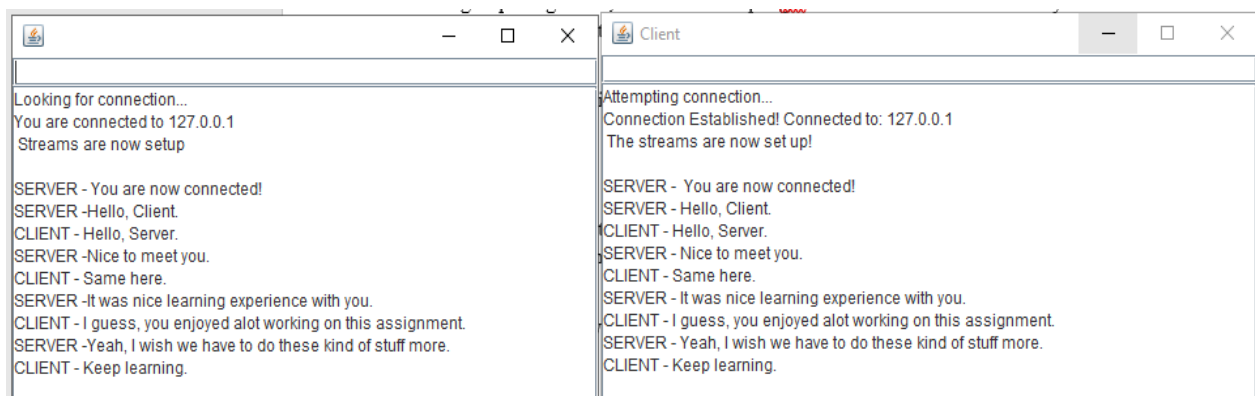 Looking for connection...
You are connected to 127.0.0.1
Streams are now setup
SERVER - You are now connected!
SERVER -Hello, Client.
CLIENT - Hello, Server.
SERVER -Nice to meet you.
CLIENT - Same here.
SERVER -It was nice learning experience with you.
CLIENT - I guess, you enjoyed alot working on this assignment.
SERVER -Yeah, I wish we have to do these kind of stuff more.
CLIENT - Keep learning.
Client
Attempting connection...
Connection Established! Connected to: 127.0.0.1
The streams are now set up!
SERVER -  You are now connected!
SERVER - Hello, Client.
CLIENT - Hello, Server.
SERVER - Nice to meet you.
CLIENT - Same here.
SERVER - It was nice learning experience with you.
CLIENT - I guess, you enjoyed alot working on this assignment.
SERVER - Yeah, I wish we have to do these kind of stuff more.
CLIENT - Keep learning.